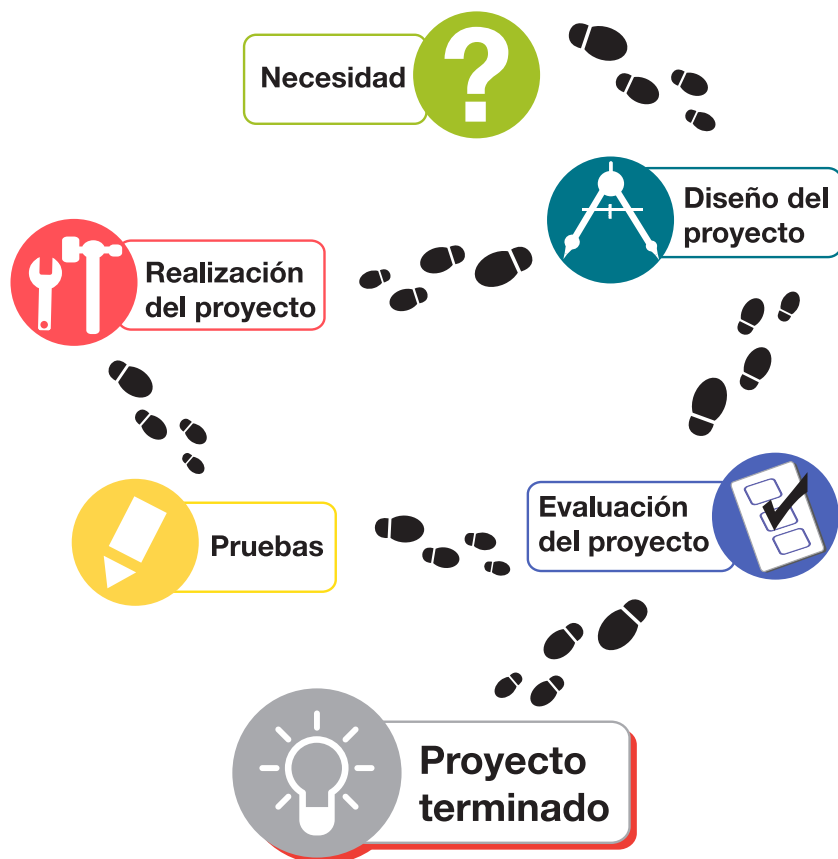 Necesidad
Diseño del
proyecto
Realización
del proyecto
Pruebas
Evaluación
del proyecto
Proyecto
terminado